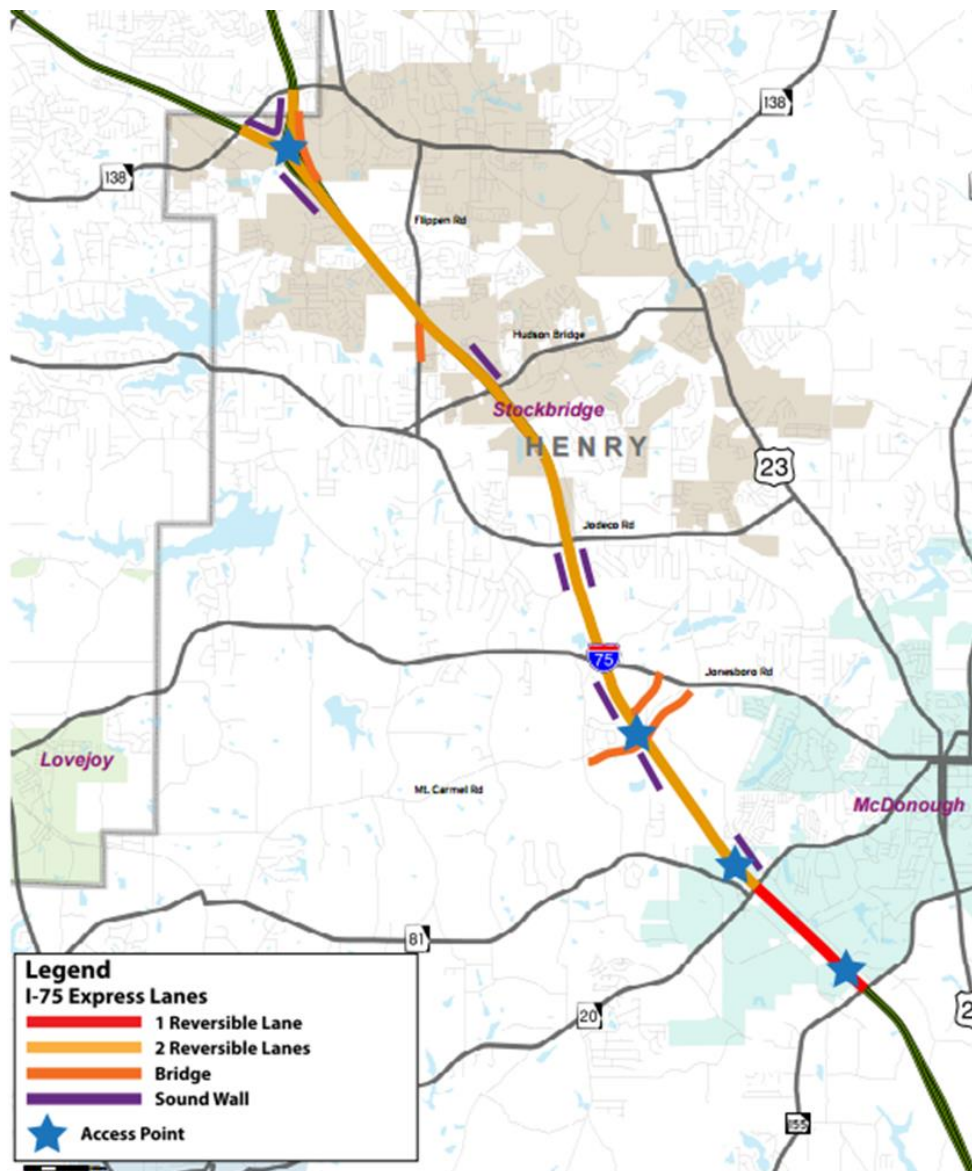 138
138
Flippen Rd
Hudson Bridge
Stockbridge
HENRY
23
Jodeco Rd
75
Jonesboro Rd
Lovejoy
Mt. Carmel Rd
McDonough
81
20
155
2
Legend
I-75 Express Lanes
1 Reversible Lane
2 Reversible Lanes
Bridge
Sound Wall
Access Point